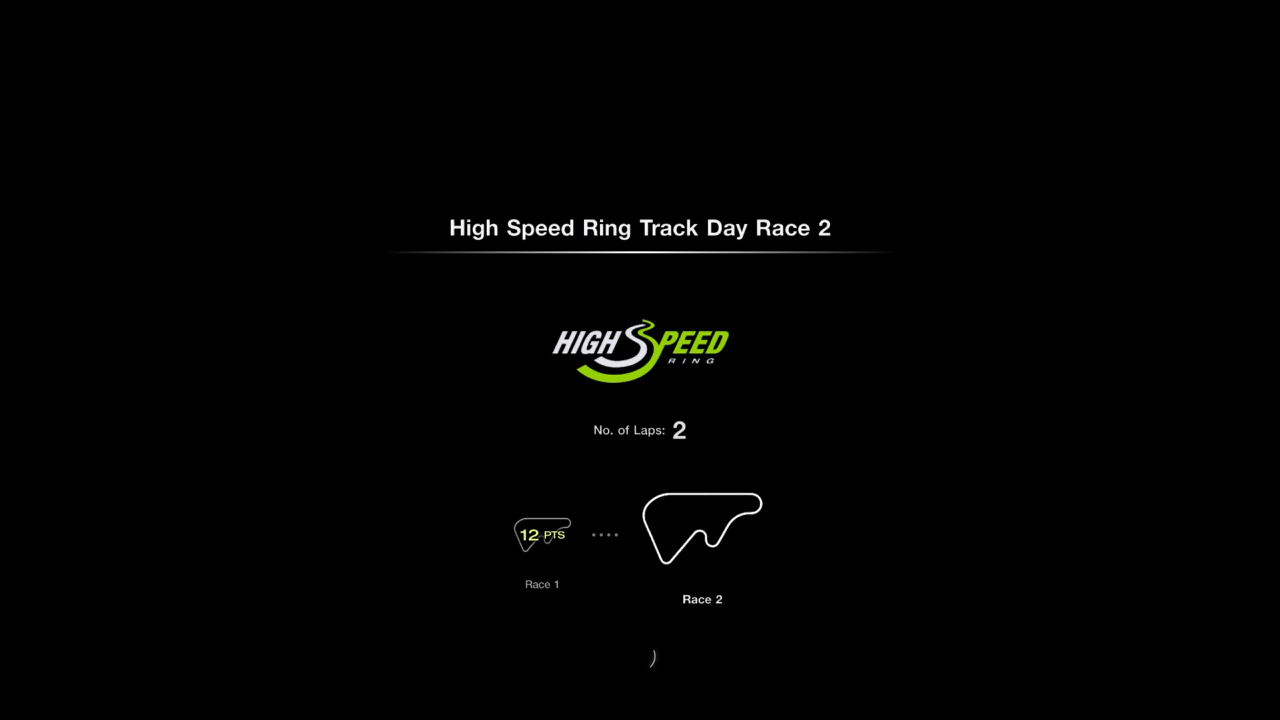 High Speed Ring Track Day Race 2
HIGH SPEED
RING
No. of Laps: 2
12 PTS
Race 1
Race 2